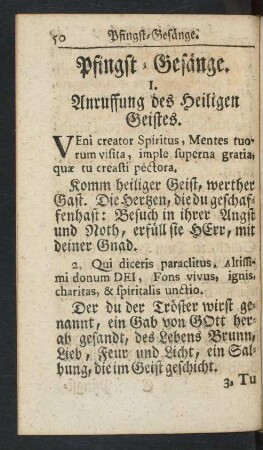 50 Pfingst-Gesänge.
Pfingst-Gesänge.
I.
Anruffung des Heiligen
Geistes.
VEni creator Spiritus, Mentes tuo-
rum visita, imple superna gratia,
quæ tu creasti pectora.
Komm heiliger Geist, werther
Gast. Die Hertzen, die du geschaf-
fenhast: Besuch in ihrer Angst
und Noth, erfüll sie HErr, mit
deiner Gnad.
2. Qui diceris paraclitus, Altissi-
mi donum DEI, Fons vivus, ignis,
charitas, & spiritalis unctio.
Der du der Tröster wirst ge-
nannt, ein Gab von GOtt her-
ab gesandt, des Lebens Brunn,
Lieb, Feur und Licht, ein Sal-
bung, die im Geist geschicht.
3. Tu